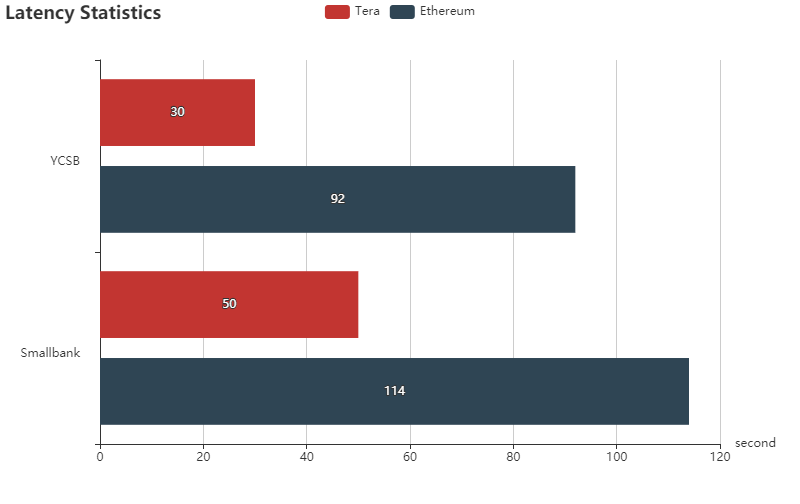 Latency Statistics
Tera
Ethereum
30
YCSB
92
50
Smallbank
114
second
0 20 40 60 80 100 120